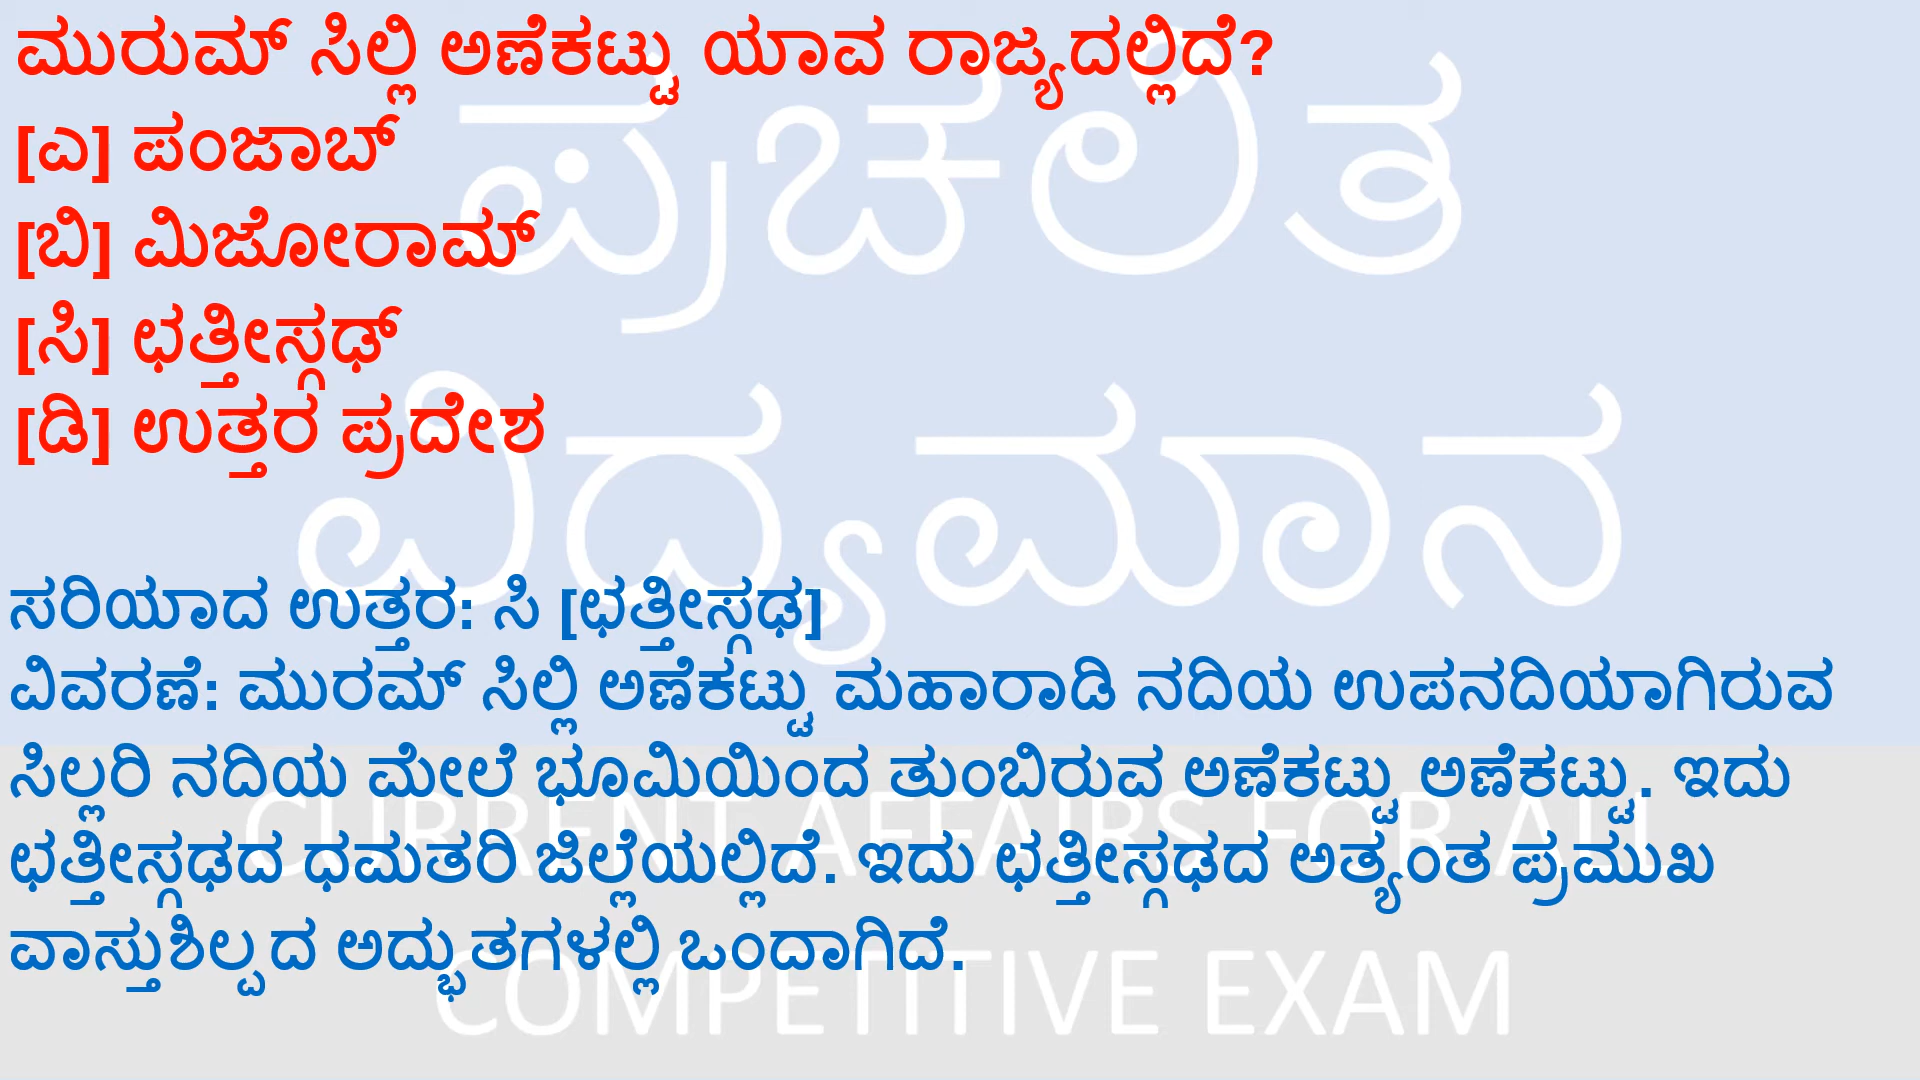 ಮುರುಮ್ ಸಿಲ್ಲಿ ಅಣೆಕಟ್ಟು ಯಾವ ರಾಜ್ಯದಲ್ಲಿದೆ?
[ಎ] ಪಂಜಾಬ್
[ಬಿ] ಮಿಜೋರಾಮ್
[ಸಿ] ಛತ್ತೀಸ್ಗಢ್
[ಡಿ] ಉತ್ತರ ಪ್ರದೇಶ
ಸರಿಯಾದ ಉತ್ತರ: ಸಿ [ಛತ್ತೀಸ್ಗಢ]
ವಿವರಣೆ: ಮುರಮ್ ಸಿಲ್ಲಿ ಅಣೆಕಟ್ಟು ಮಹಾರಾಡಿ ನದಿಯ ಉಪನದಿಯಾಗಿರುವ
ಸಿಲ್ಲರಿ ನದಿಯ ಮೇಲೆ ಭೂಮಿಯಿಂದ ತುಂಬಿರುವ ಅಣೆಕಟ್ಟು ಅಣೆಕಟ್ಟು. ಇದು
ಛತ್ತೀಸ್ಗಢದ ಧಮತರಿ ಜಿಲ್ಲೆಯಲ್ಲಿದೆ. ಇದು ಛತ್ತೀಸ್ಗಢದ ಅತ್ಯಂತ ಪ್ರಮುಖ
ವಾಸ್ತುಶಿಲ್ಪದ ಅದ್ಭುತಗಳಲ್ಲಿ ಒಂದಾಗಿದೆ.
ಪ್ರಚಲಿತ
ವಿದ್ಯಮಾನ
CURRENT AFFAIRS FOR ALL
COMPETITIVE EXAM